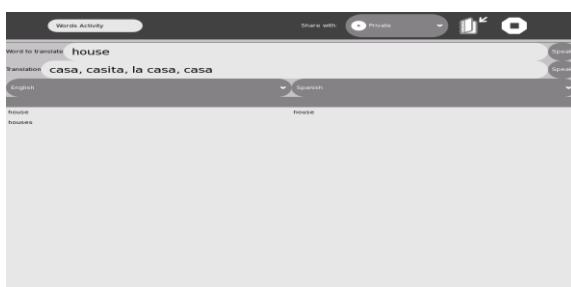 Words Activity Share with: Private
Word to translate house Speak
Translation casa, casita, la casa, casa Speak
English Spanish
house house
houses